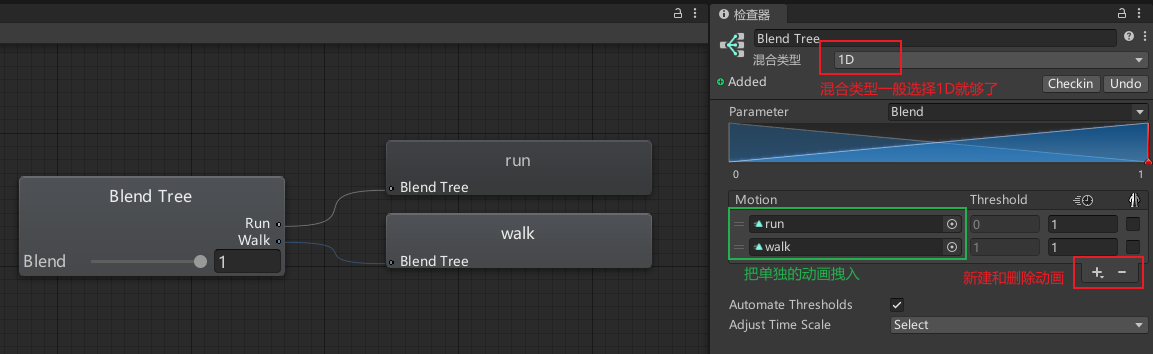 检查器
Blend Tree
混合类型
1D
Added
Checkin
Undo
混合类型一般选择1D就够了
Parameter
Blend
0
1
Motion
Threshold
run
0
1
walk
1
1
把单独的动画拽入
新建和删除动画
Automate Thresholds
Adjust Time Scale
Select
Blend Tree
Run
Walk
Blend
1
run
Blend Tree
walk
Blend Tree